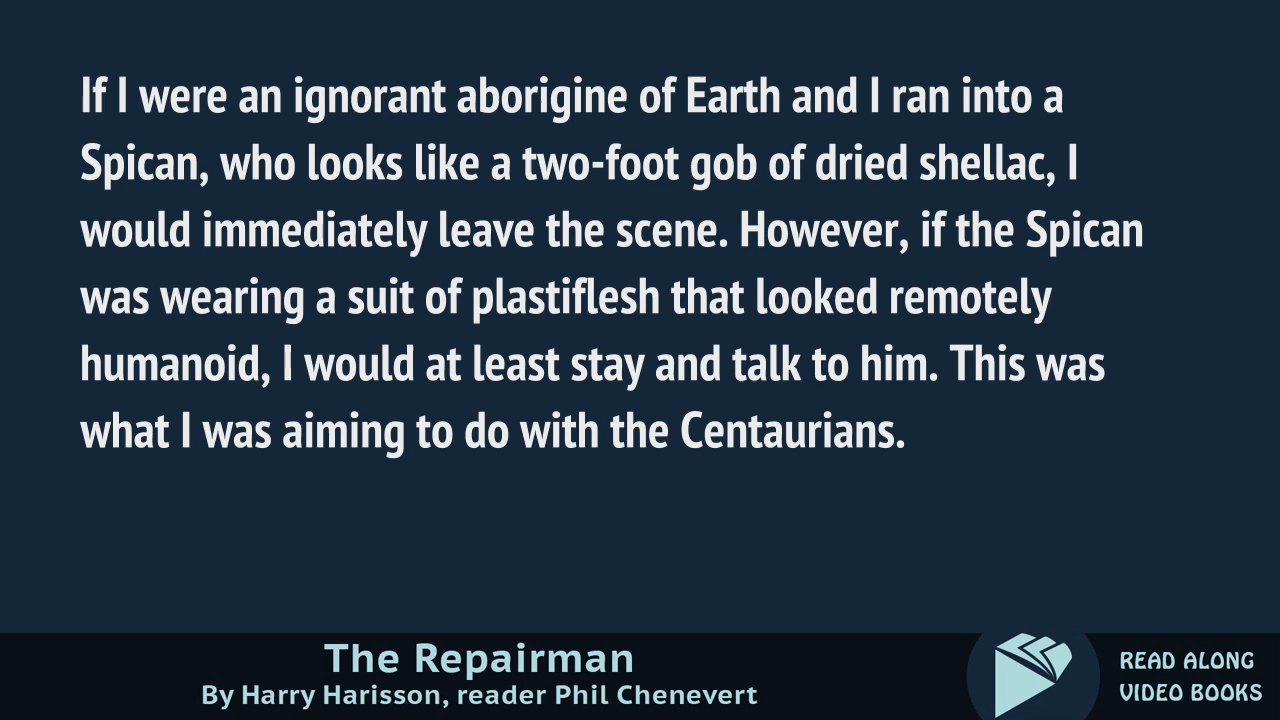 If I were an ignorant aborigine of Earth and I ran into a
Spican, who looks like a two-foot gob of dried shellac, I
would immediately leave the scene. However, if the Spican
was wearing a suit of plastiflesh that looked remotely
humanoid, I would at least stay and talk to him. This was
what I was aiming to do with the Centaurians.
The Repairman
By Harry Harisson, reader Phil Chenevert
READ ALONG
VIDEO BOOKS